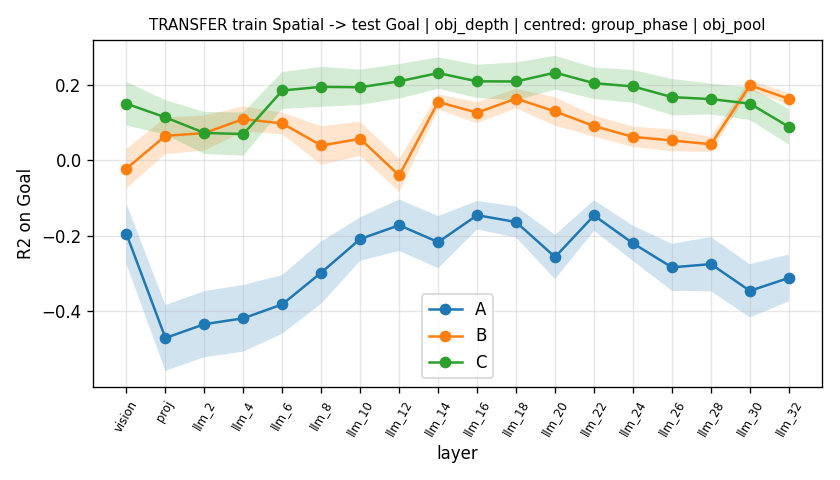 TRANSFER train Spatial -> test Goal | obj_depth | centred: group_phase | obj_pool
R2 on Goal
0.2
0.0
−0.2
−0.4
A
B
C
vision
proj
llm_2
llm_4
llm_6
llm_8
llm_10
llm_12
llm_14
llm_16
llm_18
llm_20
llm_22
llm_24
llm_26
llm_28
llm_30
llm_32
layer